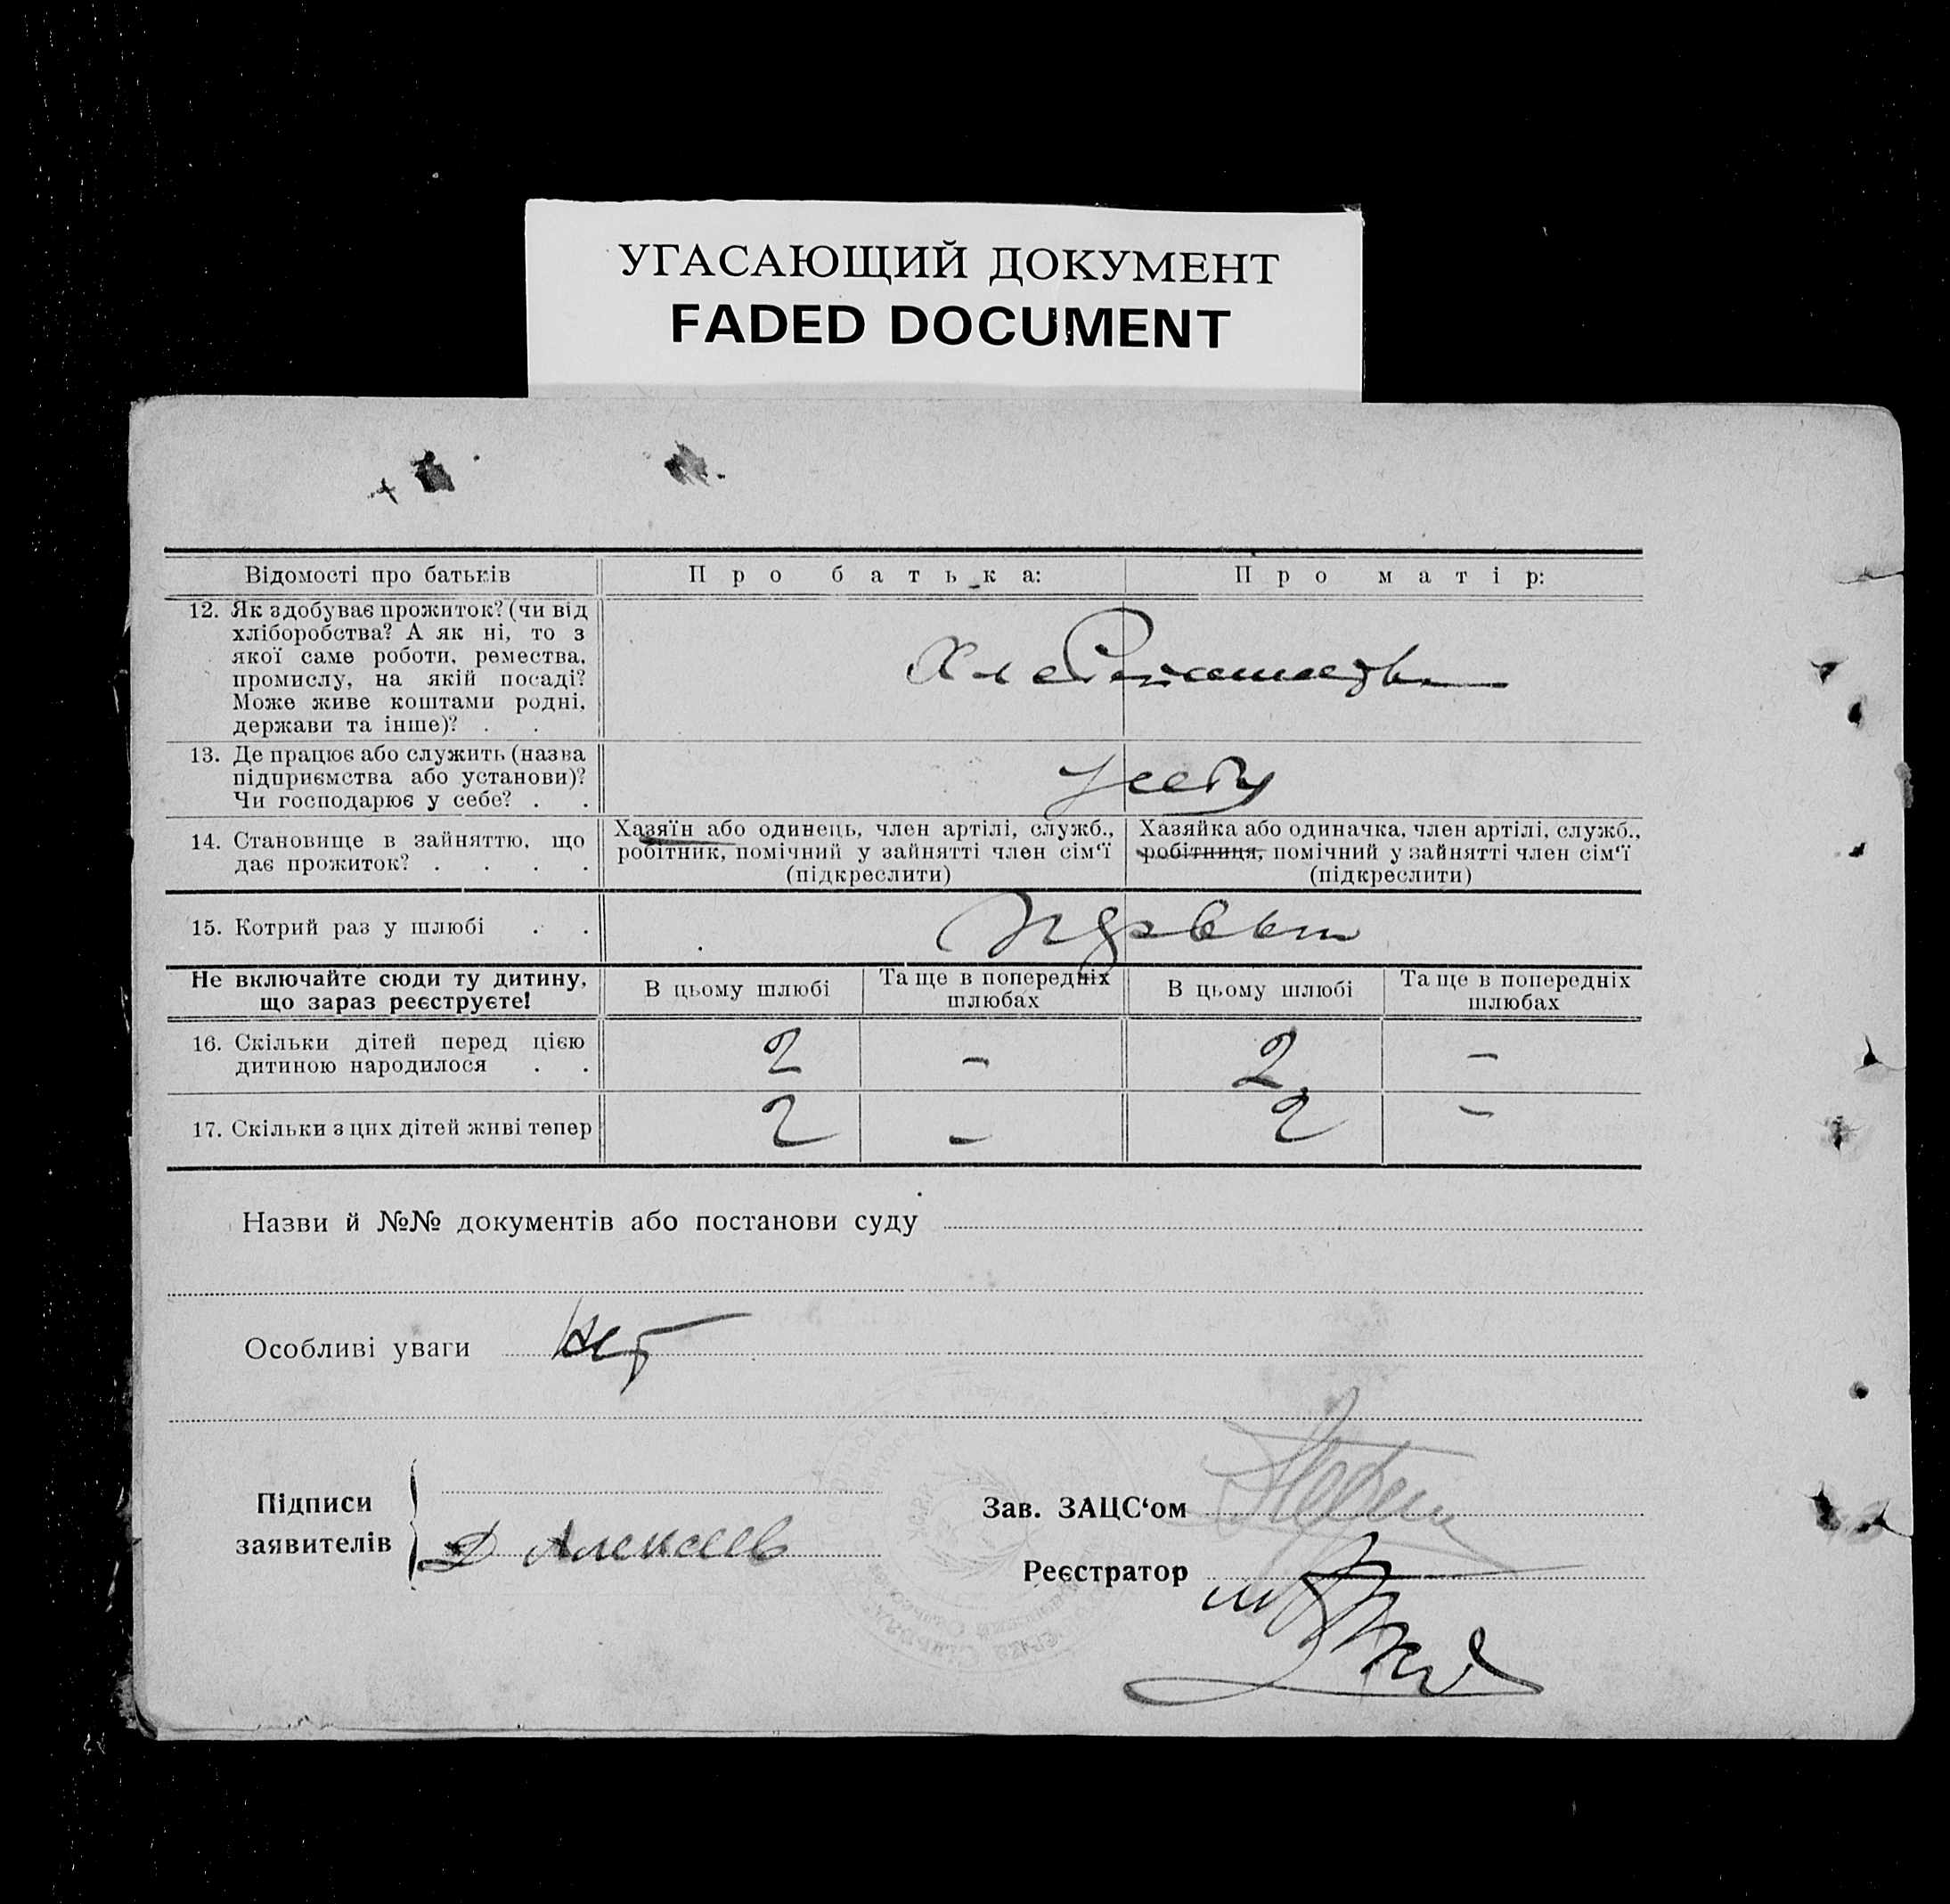 УГАСАЮЩИЙ ДОКУМЕНТ
FADED DOCUMENT
Відомості про батьків
Про батька:
Про матір:
12. Як здобуває прожиток? (чи від
хліборобства? А як ні, то з
якої саме роботи, ремества,
промислу, на якій посаді?
Може живе коштами родні,
держави та інше)? . .
13. Де працює або служить (назва
підприємства або установи)?
Чи господарює у себе? . .
у себя
14. Становище в зайняттю, що
дає прожиток? . . . .
Хазяїн або одинець, член артілі, служб.,
робітник, помічний у зайнятті член сім‘ї
(підкреслити)
Хазяйка або одиначка, член артілі, служб.,
робітниця, помічний у зайнятті член сім‘ї
(підкреслити)
15. Котрий раз у шлюбі . .
Не включайте сюди ту дитину,
що зараз реєструєте!
В цьому шлюбі
Та ще в попередніх
шлюбах
В цьому шлюбі
Та ще в попередніх
шлюбах
16. Скільки дітей перед цією
дитиною народилося . .
2 - 2 -
17. Скільки з цих дітей живі тепер
2 - 2 -
Назви й №№ документів або постанови суду
Особливі уваги нет
Підписи
заявителів
Д Алексеев
Зав. ЗАЦС‘ом
Реєстратор